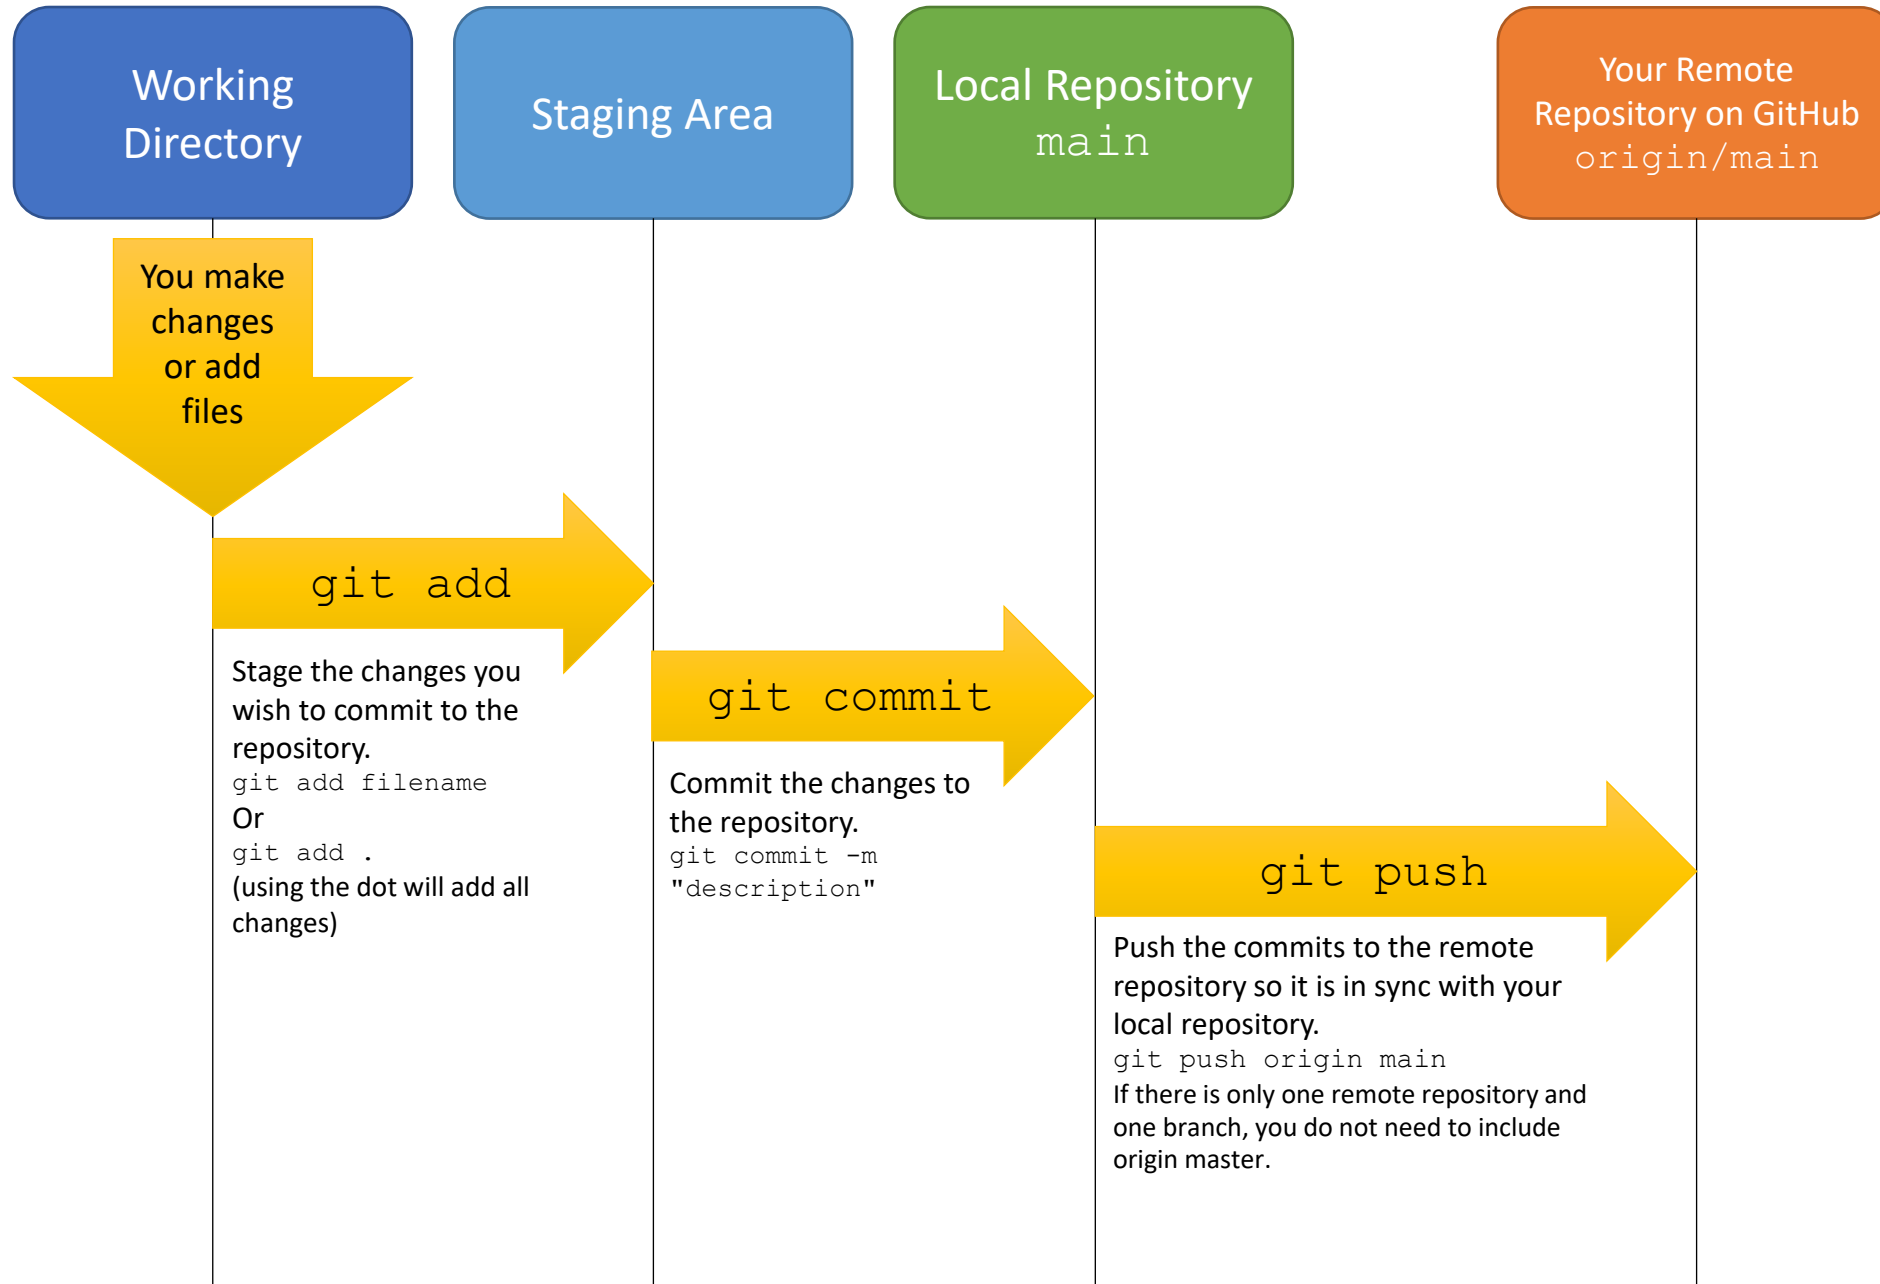 Working
Directory
Staging Area
Local Repository
main
Your Remote
Repository on GitHub
origin/main
You make
changes
or add
files
git add
Stage the changes you
wish to commit to the
repository.
git add filename
Or
git add .
(using the dot will add all
changes)
git commit
Commit the changes to
the repository.
git commit -m
"description"
git push
Push the commits to the remote
repository so it is in sync with your
local repository.
git push origin main
If there is only one remote repository and
one branch, you do not need to include
origin master.